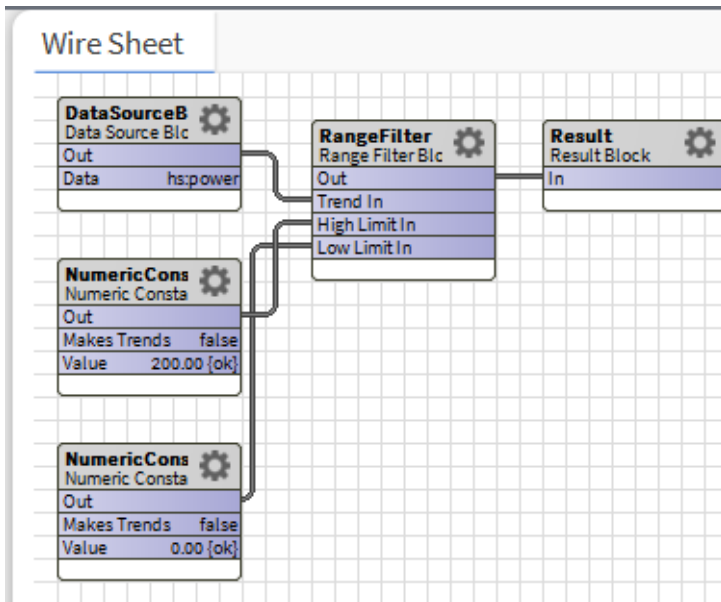 Wire Sheet
DataSourceB
Data Source Blc
Out
Data hs:power
RangeFilter
Range Filter Blc
Out
Trend In
High Limit In
Low Limit In
Result
Result Block
In
NumericCons
Numeric Consta
Out
Makes Trends false
Value 200.00 {ok}
NumericCons
Numeric Consta
Out
Makes Trends false
Value 0.00 {ok}